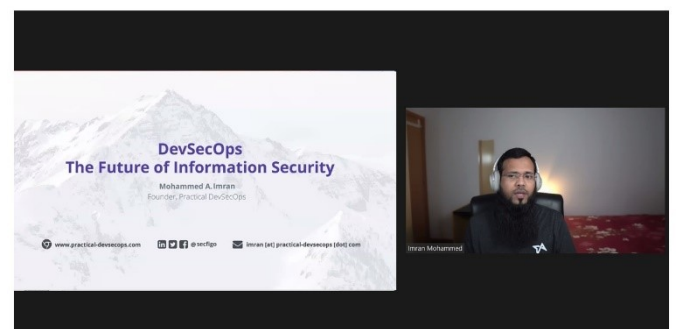 DevSecOps
The Future of Information Security
Mohammed A. Imran
Founder, Practical DevSecOps
www.practical-devsecops.com
@secfigo
imran [at] practical-devsecops [dot] com
Imran Mohammed